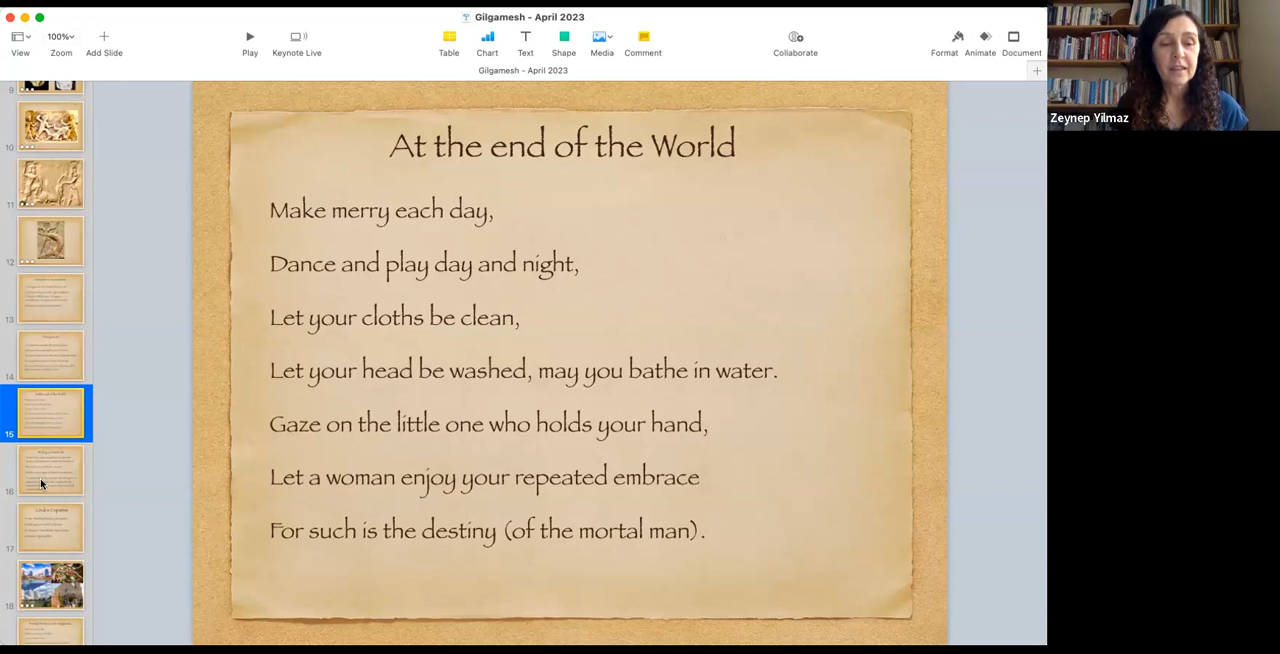 Gilgamesh - April 2023
100%
View
Zoom
Add Slide
Play
Keynote Live
Table
Chart
Text
Shape
Media
Comment
Collaborate
Format
Animate
Document
Gilgamesh - April 2023
Zeynep Yilmaz
9
10
11
12
13
14
15
16
17
18
At the end of the World
Make merry each day,
Dance and play day and night,
Let your cloths be clean,
Let your head be washed, may you bathe in water.
Gaze on the little one who holds your hand,
Let a woman enjoy your repeated embrace
For such is the destiny (of the mortal man).